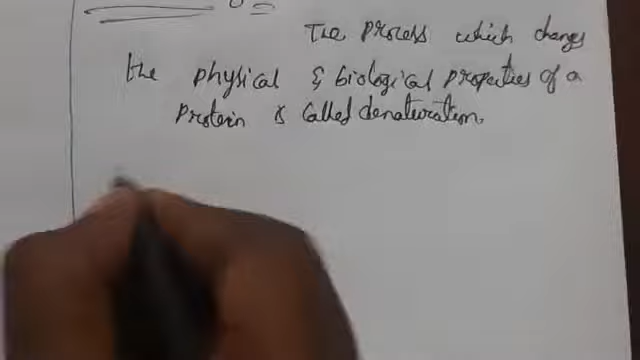 The process which changes
the physical & biological properties of a
protein is called denaturation.